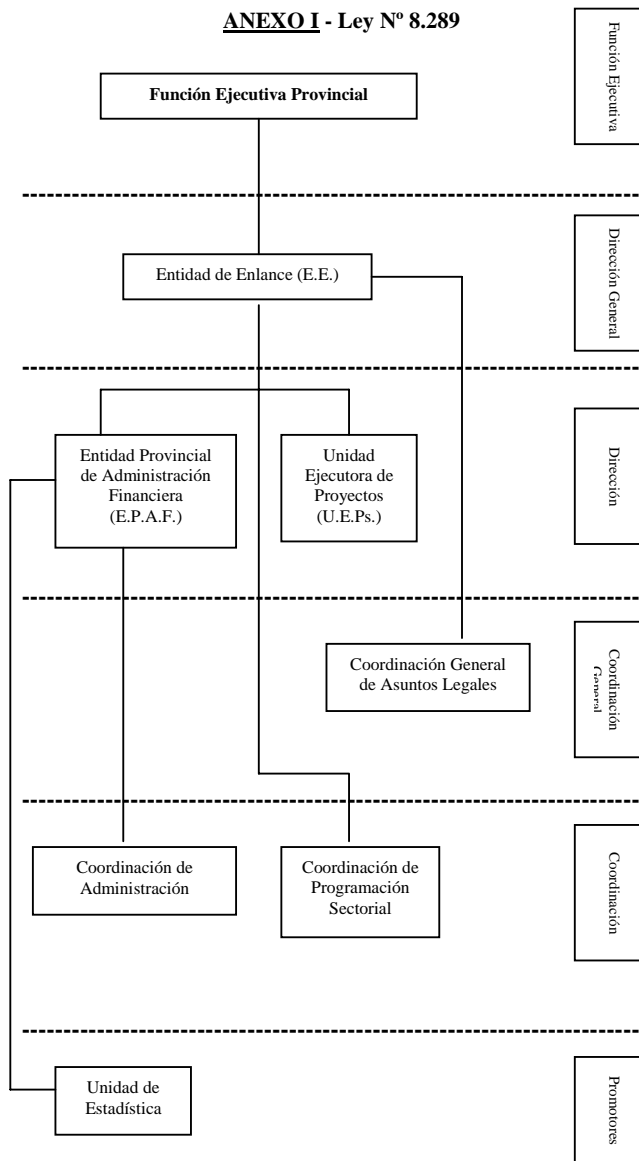 ANEXO I - Ley Nº 8.289
Función Ejecutiva
Función Ejecutiva Provincial
Dirección General
Entidad de Enlance (E.E.)
Dirección
Entidad Provincial
de Administración
Financiera
(E.P.A.F.)
Unidad
Ejecutora de
Proyectos
(U.E.Ps.)
Coordinación
General
Coordinación General
de Asuntos Legales
Coordinación
Coordinación de
Administración
Coordinación de
Programación
Sectorial
Promotores
Unidad de
Estadística